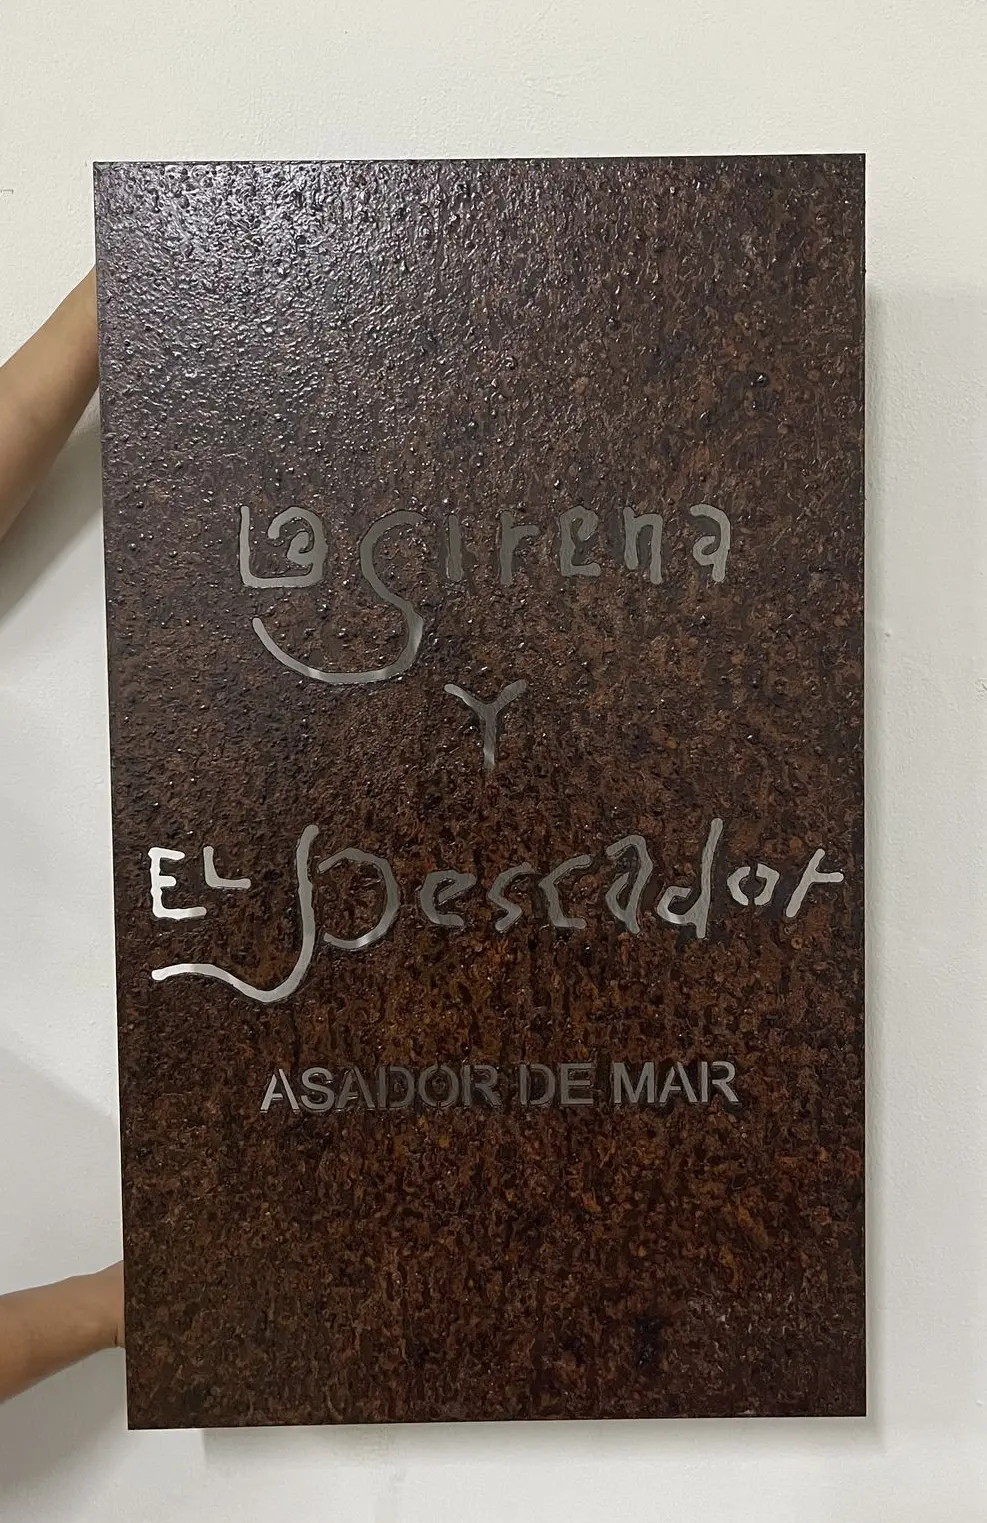 La Sirena
Y
EL Pescador
ASADOR DE MAR